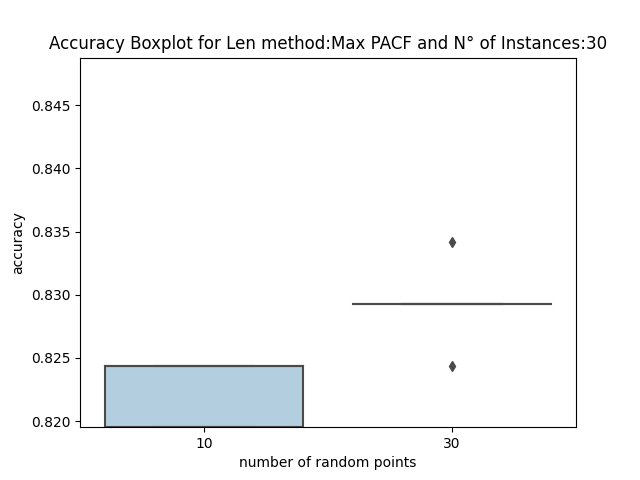 Accuracy Boxplot for Len method:Max PACF and N° of Instances:30
0.845
0.840
0.835
0.830
0.825
0.820
accuracy
10
30
number of random points